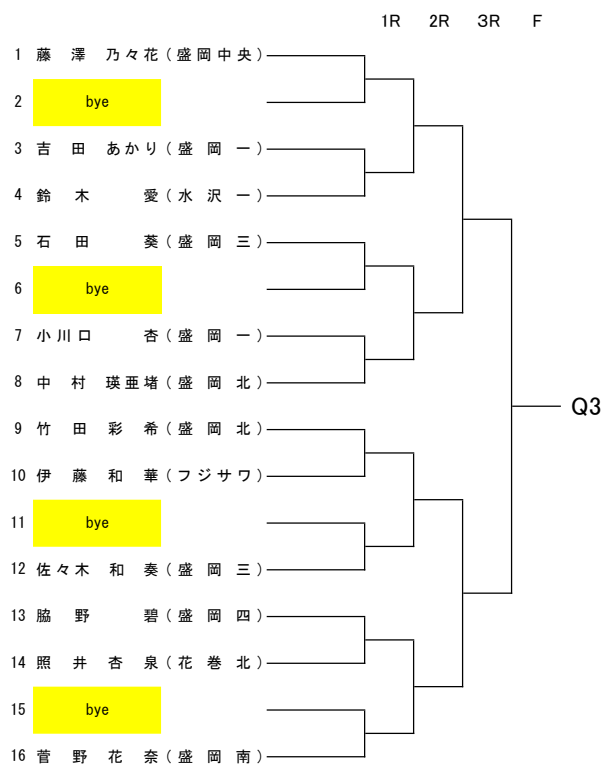 1R 2R 3R F
1 藤澤 乃々花(盛岡中央)
2 bye
3 吉田 あかり(盛岡一)
4 鈴木 愛(水沢一)
5 石田 葵(盛岡三)
6 bye
7 小川口 杏(盛岡一)
8 中村 瑛亜堵(盛岡北)
Q3
9 竹田彩希(盛岡北)
10 伊藤和華(フジサワ)
11 bye
12 佐々木 和奏(盛岡三)
13 脇野 碧(盛岡四)
14 照井杏泉(花巻北)
15 bye
16 菅野花奈(盛岡南)